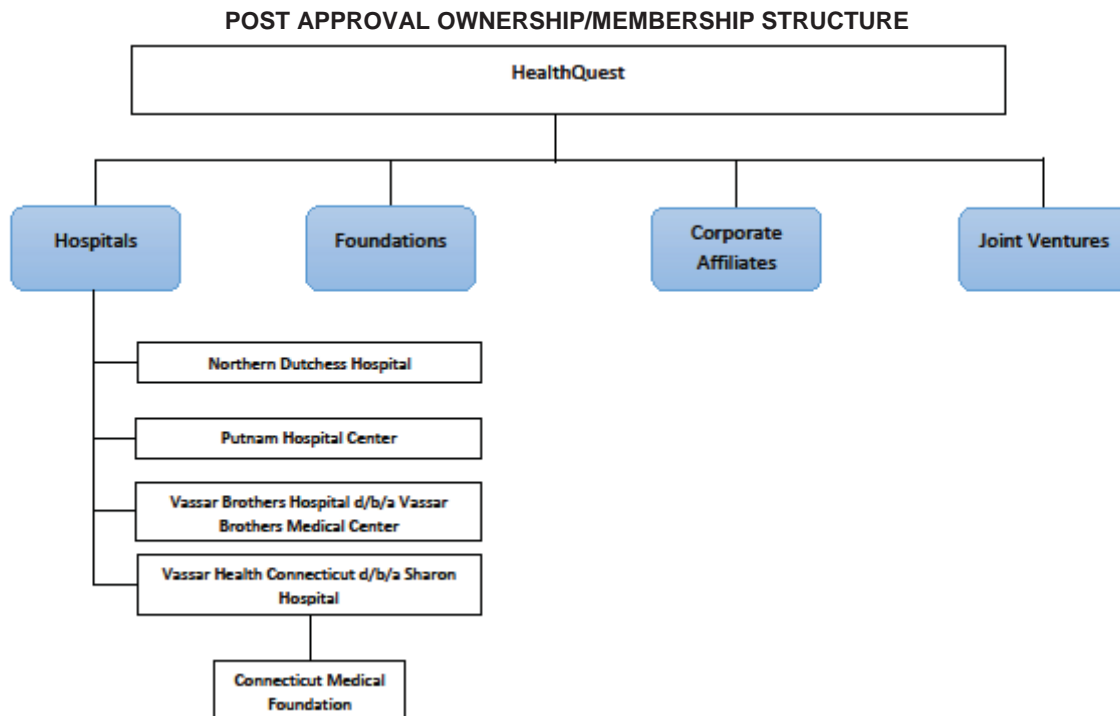 POST APPROVAL OWNERSHIP/MEMBERSHIP STRUCTURE
HealthQuest
Hospitals
Foundations
Corporate
Affiliates
Joint Ventures
Northern Dutchess Hospital
Putnam Hospital Center
Vassar Brothers Hospital d/b/a Vassar
Brothers Medical Center
Vassar Health Connecticut d/b/a Sharon
Hospital
Connecticut Medical
Foundation